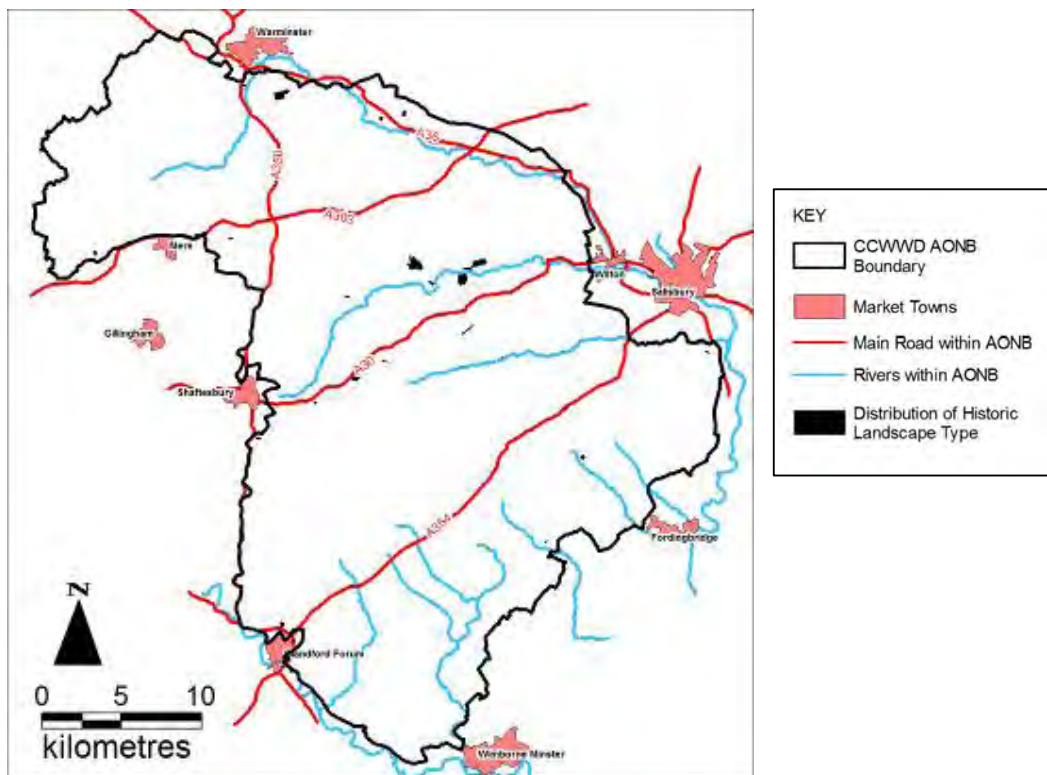 Warminster
A36
A350
A303
Mere
Wilton
Salisbury
Gillingham
A30
Shaftesbury
A354
Fordingbridge
N
Blandford Forum
0 5 10
kilometres
Wimborne Minster
KEY
CCWWD AONB
Boundary
Market Towns
Main Road within AONB
Rivers within AONB
Distribution of Historic
Landscape Type